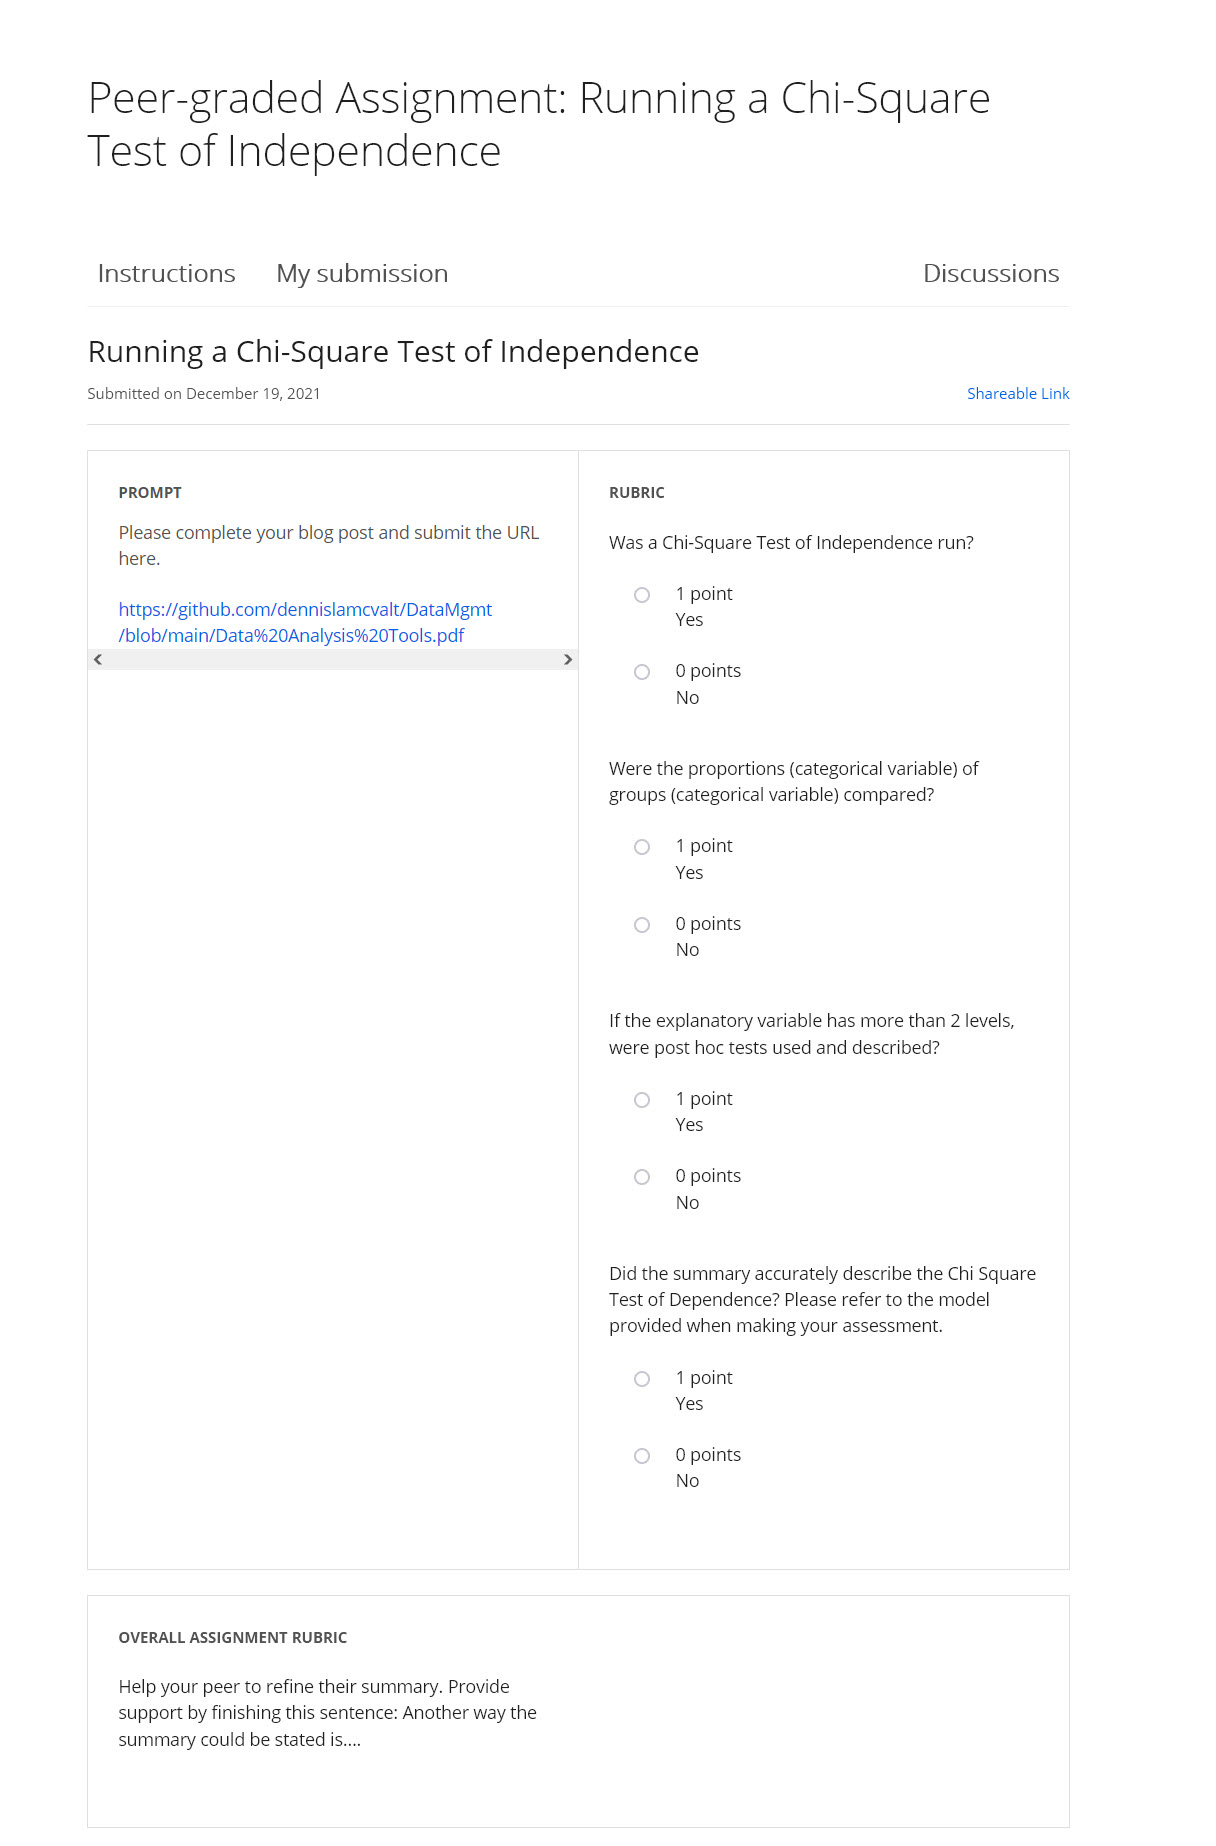 Peer-graded Assignment: Running a Chi-Square
Test of Independence
Instructions
My submission
Discussions
Running a Chi-Square Test of Independence
Submitted on December 19, 2021
Shareable Link
PROMPT
Please complete your blog post and submit the URL
here.
https://github.com/dennislamcvalt/DataMgmt
/blob/main/Data%20Analysis%20Tools.pdf
RUBRIC
Was a Chi-Square Test of Independence run?
1 point
Yes
0 points
No
Were the proportions (categorical variable) of
groups (categorical variable) compared?
1 point
Yes
0 points
No
If the explanatory variable has more than 2 levels,
were post hoc tests used and described?
1 point
Yes
0 points
No
Did the summary accurately describe the Chi Square
Test of Dependence? Please refer to the model
provided when making your assessment.
1 point
Yes
0 points
No
OVERALL ASSIGNMENT RUBRIC
Help your peer to refine their summary. Provide
support by finishing this sentence: Another way the
summary could be stated is....